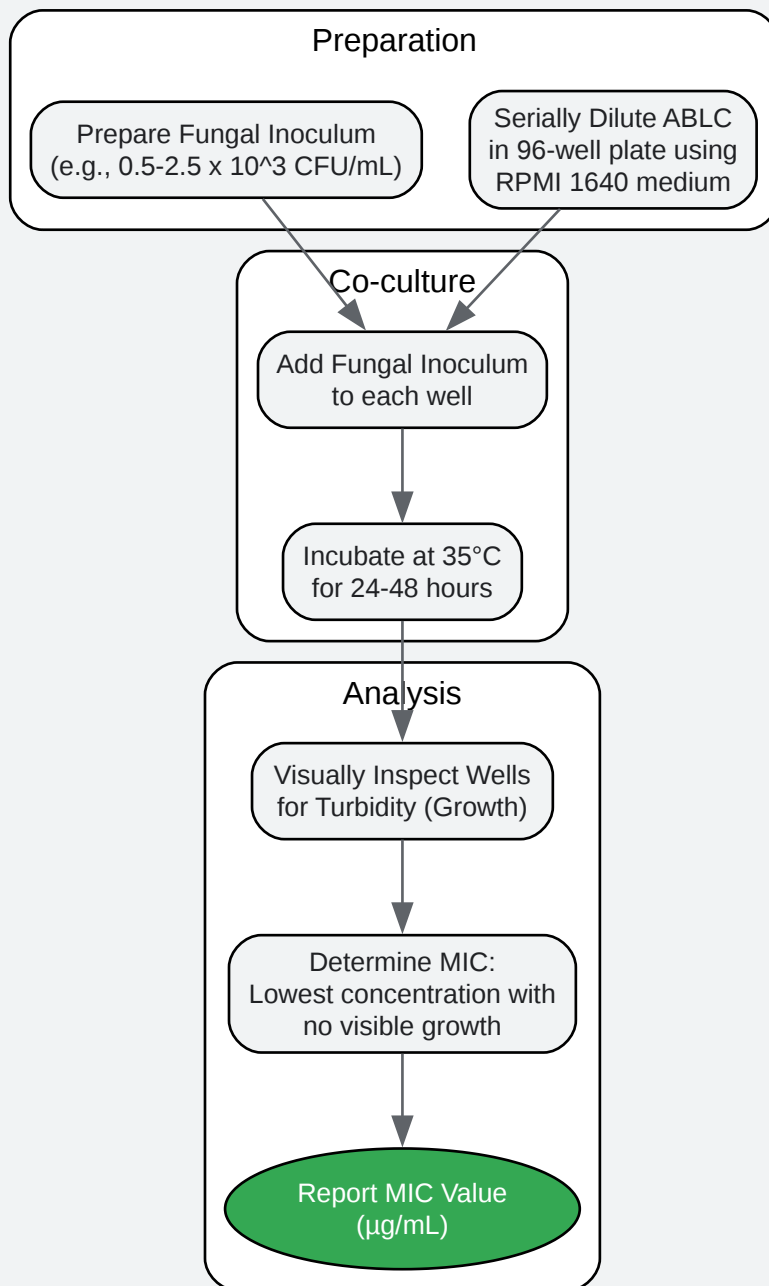 Preparation
Prepare Fungal Inoculum
(e.g., 0.5-2.5 x 10^3 CFU/mL)
Serially Dilute ABLC
in 96-well plate using
RPMI 1640 medium
Co-culture
Add Fungal Inoculum
to each well
Incubate at 35°C
for 24-48 hours
Analysis
Visually Inspect Wells
for Turbidity (Growth)
Determine MIC:
Lowest concentration with
no visible growth
Report MIC Value
(µg/mL)